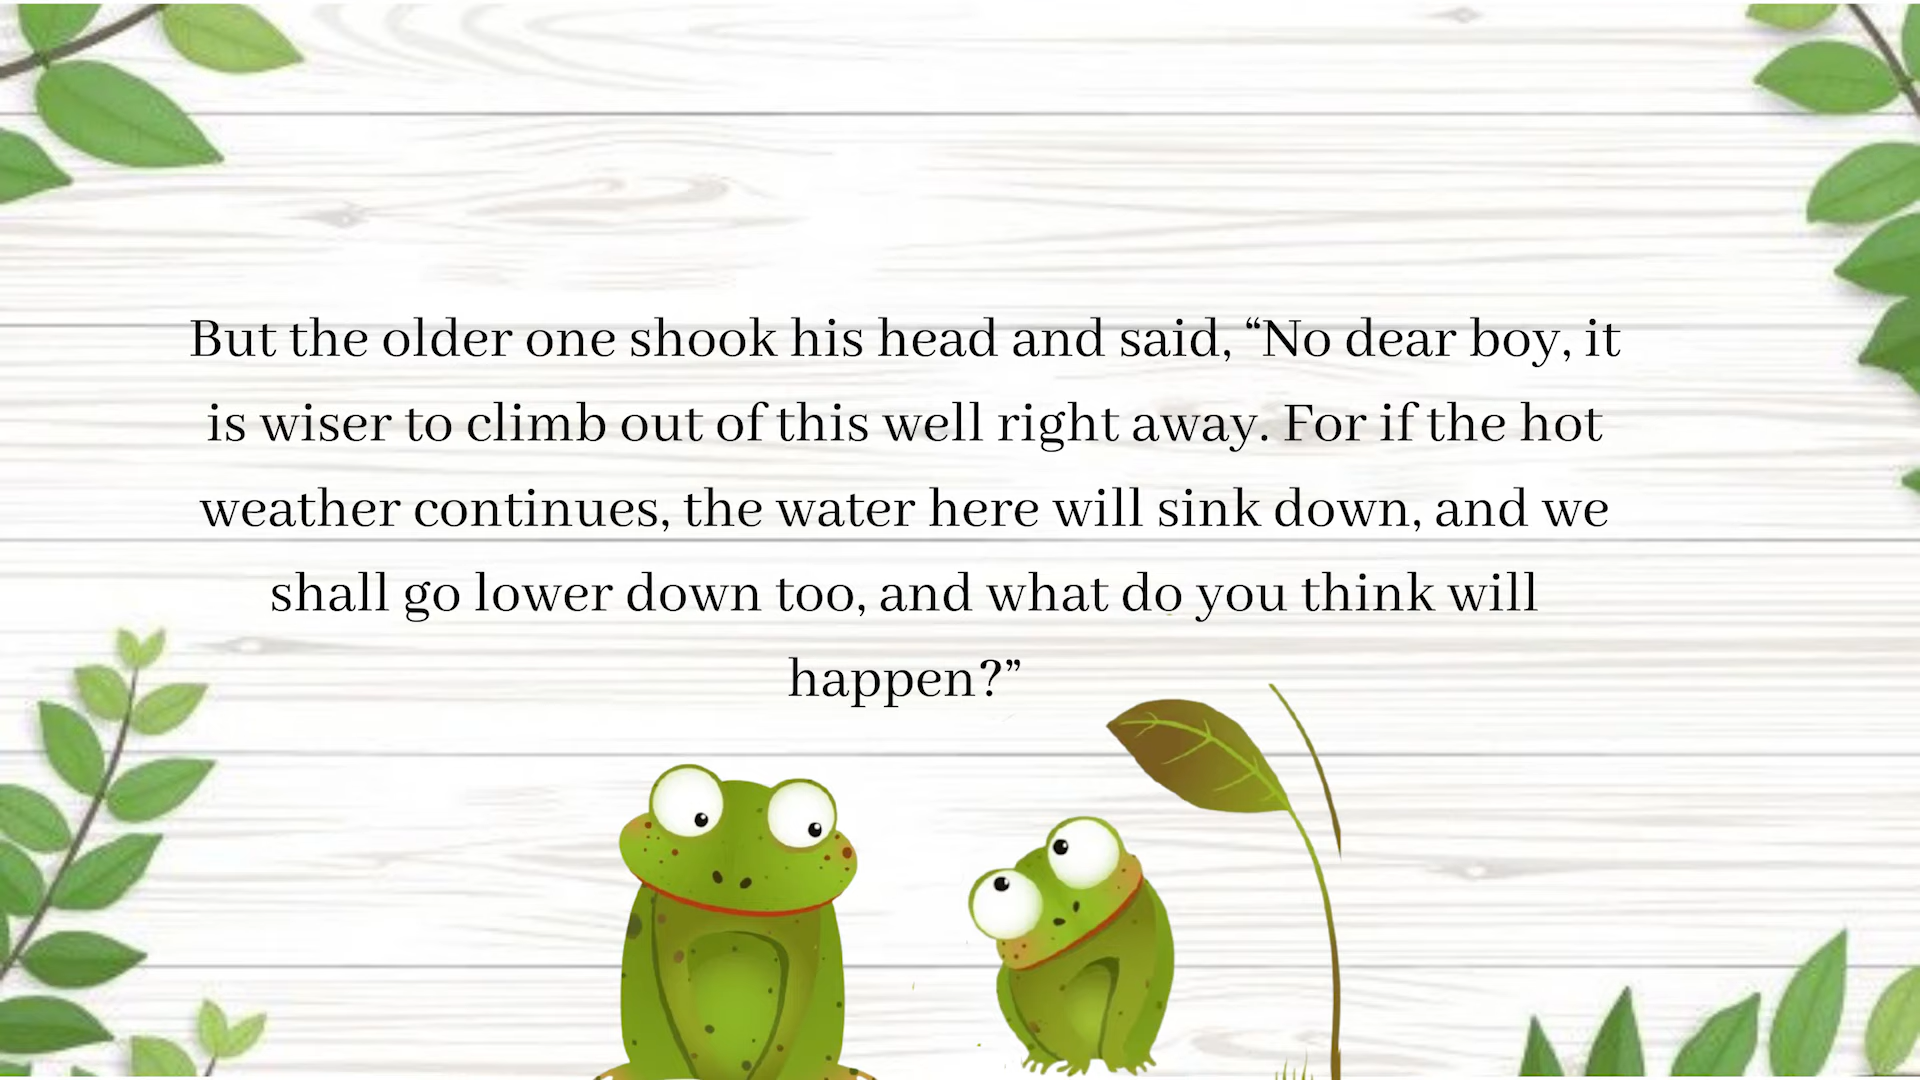 But the older one shook his head and said, “No dear boy, it
is wiser to climb out of this well right away. For if the hot
weather continues, the water here will sink down, and we
shall go lower down too, and what do you think will
happen?”